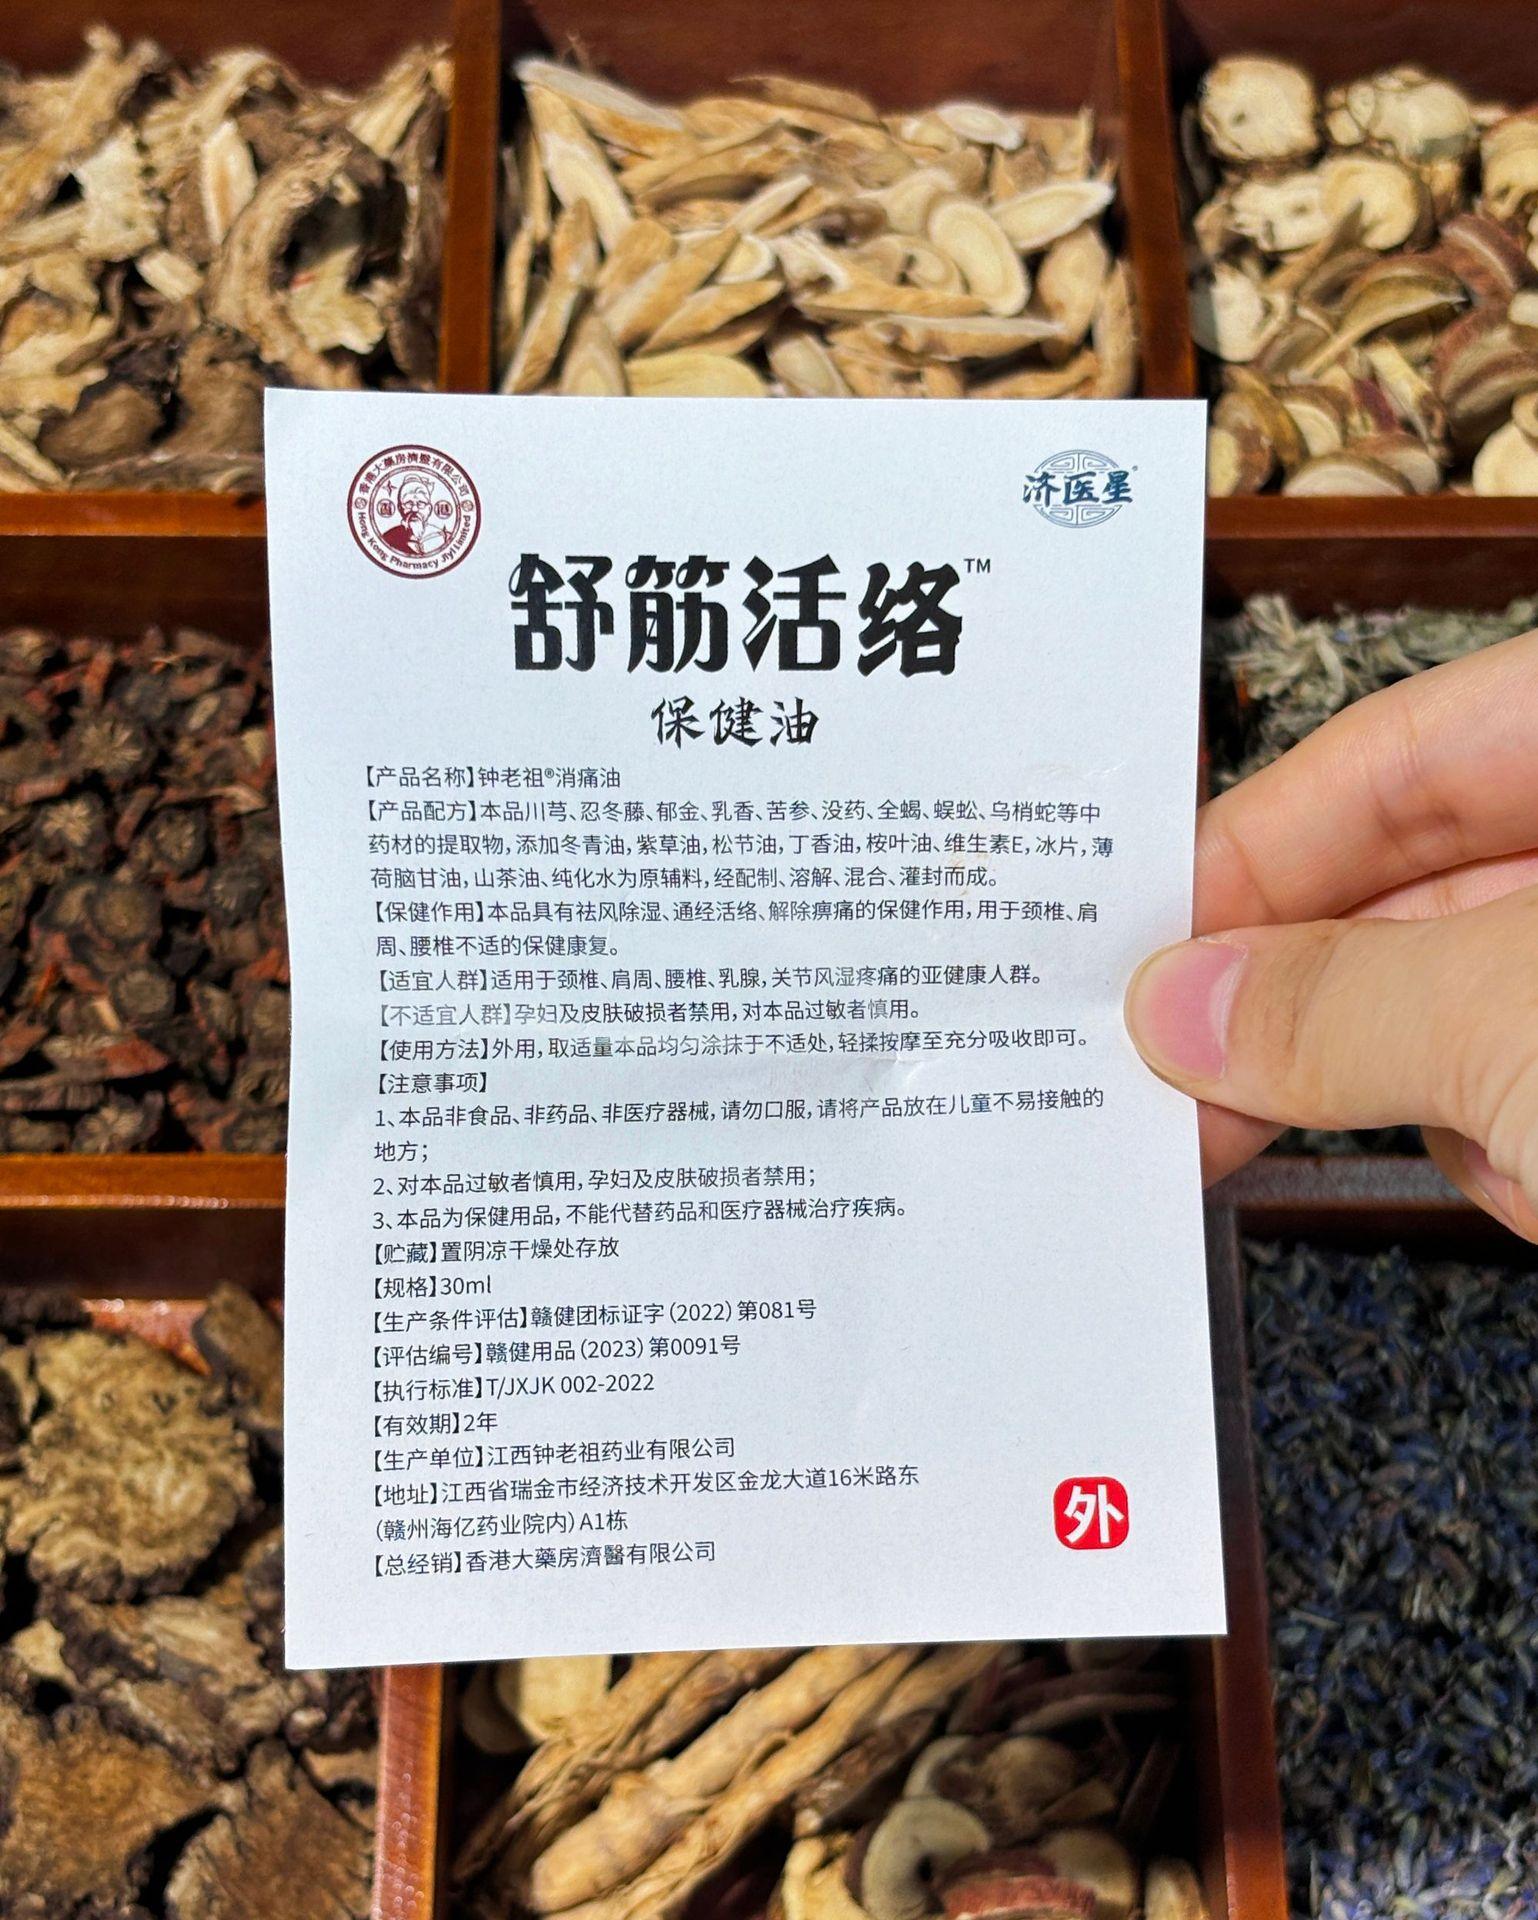 香港大藥房濟醫有限公司
Hong Kong Pharmacy Jiyi Limited
济医星®
舒筋活络™
保健油
【产品名称】钟老祖®消痛油
【产品配方】本品川芎、忍冬藤、郁金、乳香、苦参、没药、全蝎、蜈蚣、乌梢蛇等中
药材的提取物,添加冬青油,紫草油,松节油,丁香油,桉叶油、维生素E,冰片,薄
荷脑甘油,山茶油、纯化水为原辅料,经配制、溶解、混合、灌封而成。
【保健作用】本品具有祛风除湿、通经活络、解除痹痛的保健作用,用于颈椎、肩
周、腰椎不适的保健康复。
【适宜人群】适用于颈椎、肩周、腰椎、乳腺,关节风湿疼痛的亚健康人群。
【不适宜人群】孕妇及皮肤破损者禁用,对本品过敏者慎用。
【使用方法】外用,取适量本品均匀涂抹于不适处,轻揉按摩至充分吸收即可。
【注意事项】
1、本品非食品、非药品、非医疗器械,请勿口服,请将产品放在儿童不易接触的
地方;
2、对本品过敏者慎用,孕妇及皮肤破损者禁用;
3、本品为保健用品,不能代替药品和医疗器械治疗疾病。
【贮藏】置阴凉干燥处存放
【规格】30ml
【生产条件评估】赣健团标证字(2022)第081号
【评估编号】赣健用品(2023)第0091号
【执行标准】T/JXJK 002-2022
【有效期】2年
【生产单位】江西钟老祖药业有限公司
【地址】江西省瑞金市经济技术开发区金龙大道16米路东
(赣州海亿药业院内)A1栋
【总经销】香港大藥房濟醫有限公司
外